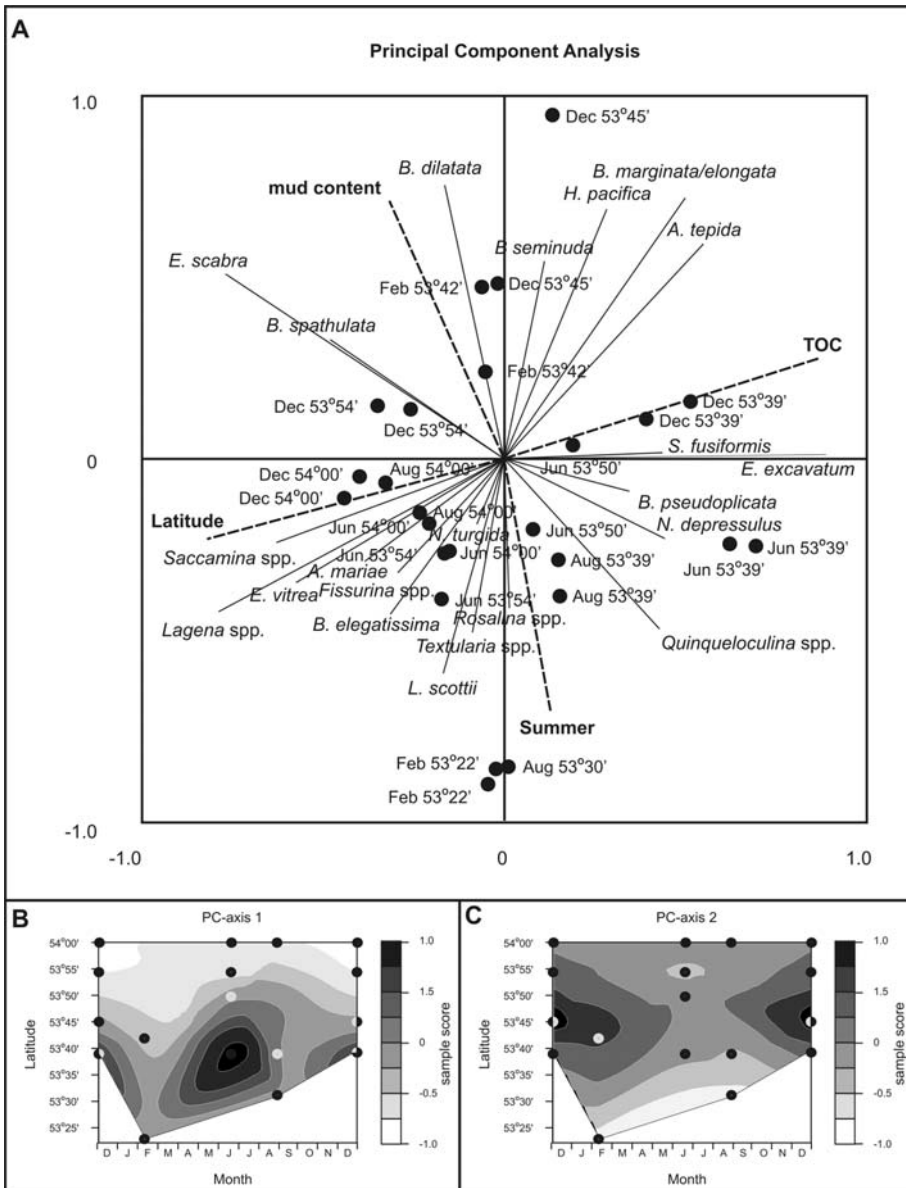 A
Principal Component Analysis
1.0
Dec 53°45'
B. dilatata
B. marginata/elongata
mud content
H. pacifica
A. tepida
B seminuda
E. scabra
Feb 53°42'
Dec 53°45'
B. spathulata
TOC
Feb 53°42'
Dec 53°39'
Dec 53°54'
Dec 53°39'
Dec 53°54'
S. fusiformis
0
Dec 54°00'
Aug 54°00'
Jun 53°50'
E. excavatum
Dec 54°00'
B. pseudoplicata
Latitude
Aug 54°00'
N. depressulus
Jun 54°00'
N. turgida
Jun 53°50'
Saccamina spp.
Jun 53°54'
Jun 54°00'
Aug 53°39'
Jun 53°39'
A. mariae
Jun 53°39'
E. vitrea
Fissurina spp.
Jun 53°54'
Aug 53°39'
Lagena spp.
B. elegatissima
Rosalina spp.
Textularia spp.
Quinqueloculina spp.
L. scottii
Summer
Feb 53°22'
Aug 53°30'
Feb 53°22'
-1.0
-1.0
0
1.0
B
PC-axis 1
54°00'
53°55'
53°50'
53°45'
53°40'
53°35'
53°30'
53°25'
Latitude
D J F M A M J J A S O N D
Month
1.0
1.5
0
-0.5
-1.0
sample score
C
PC-axis 2
54°00'
53°55'
53°50'
53°45'
53°40'
53°35'
53°30'
53°25'
Latitude
D J F M A M J J A S O N D
Month
1.0
1.5
0
-0.5
-1.0
sample score